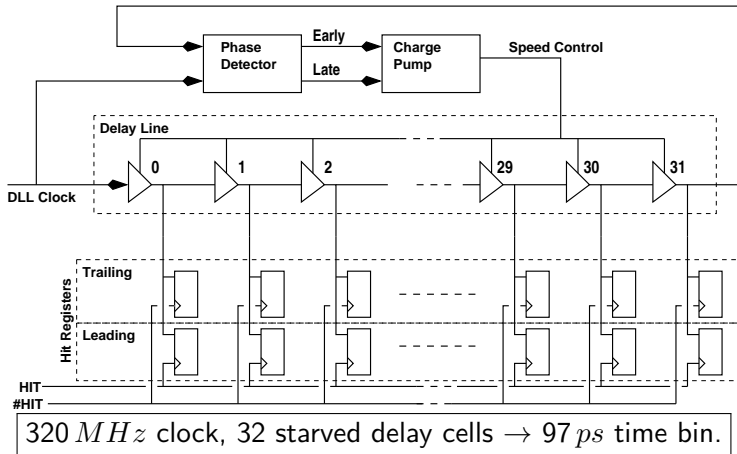 Early
Phase
Detector
Late
Charge
Pump
Speed Control
Delay Line
0
1
2
29
30
31
DLL Clock
Hit Registers
Trailing
Leading
HIT
#HIT
320 MHz clock, 32 starved delay cells → 97 ps time bin.